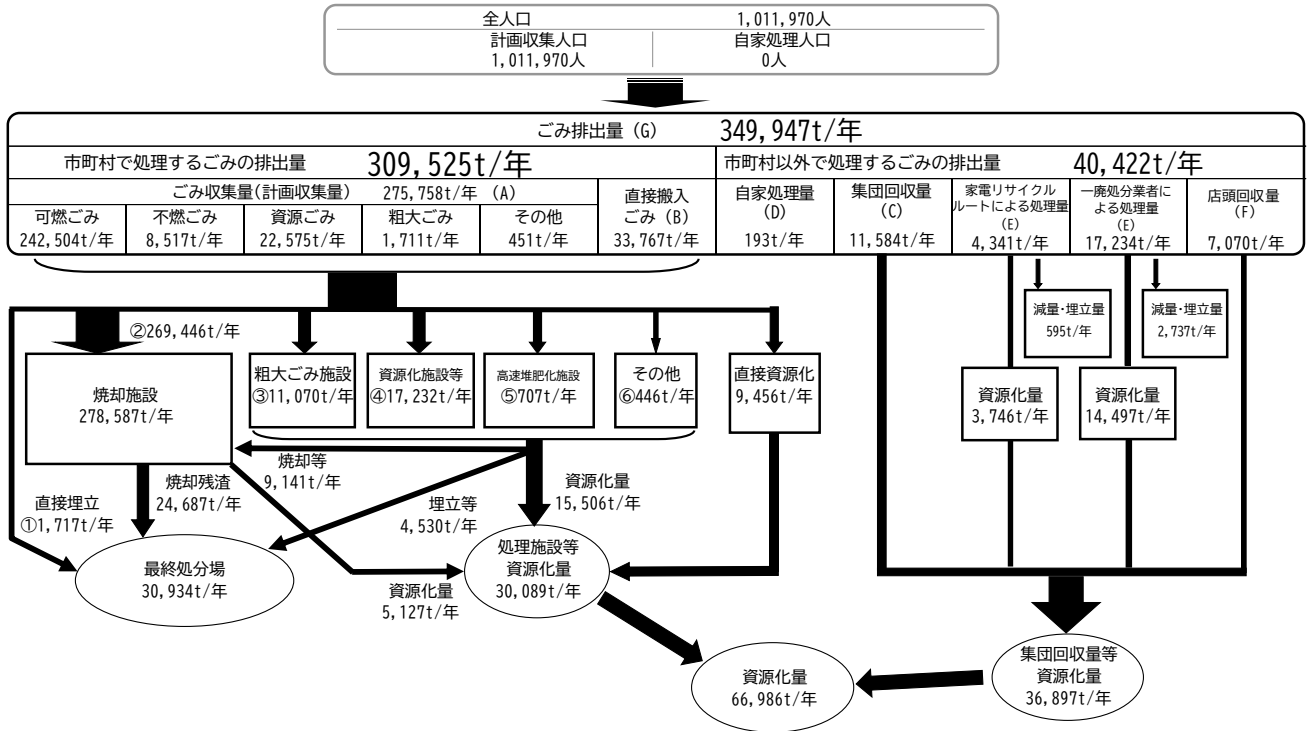 全人口 1,011,970人
計画収集人口 自家処理人口
1,011,970人 0人
ごみ排出量 (G) 349,947t/年
市町村で処理するごみの排出量 309,525t/年 市町村以外で処理するごみの排出量 40,422t/年
ごみ収集量(計画収集量) 275,758t/年 (A)
可燃ごみ
242,504t/年
不燃ごみ
8,517t/年
資源ごみ
22,575t/年
粗大ごみ
1,711t/年
その他
451t/年
直接搬入
ごみ (B)
33,767t/年
自家処理量
(D)
193t/年
集団回収量
(C)
11,584t/年
家電リサイクル
ルートによる処理量
(E)
4,341t/年
一廃処分業者に
よる処理量
(E)
17,234t/年
店頭回収量
(F)
7,070t/年
②269,446t/年
焼却施設
278,587t/年
粗大ごみ施設
③11,070t/年
資源化施設等
④17,232t/年
高速堆肥化施設
⑤707t/年
その他
⑥446t/年
直接資源化
9,456t/年
減量・埋立量
595t/年
減量・埋立量
2,737t/年
資源化量
3,746t/年
資源化量
14,497t/年
直接埋立
①1,717t/年
焼却残渣
24,687t/年
焼却等
9,141t/年
埋立等
4,530t/年
資源化量
15,506t/年
最終処分場
30,934t/年
資源化量
5,127t/年
処理施設等
資源化量
30,089t/年
資源化量
66,986t/年
集団回収量等
資源化量
36,897t/年